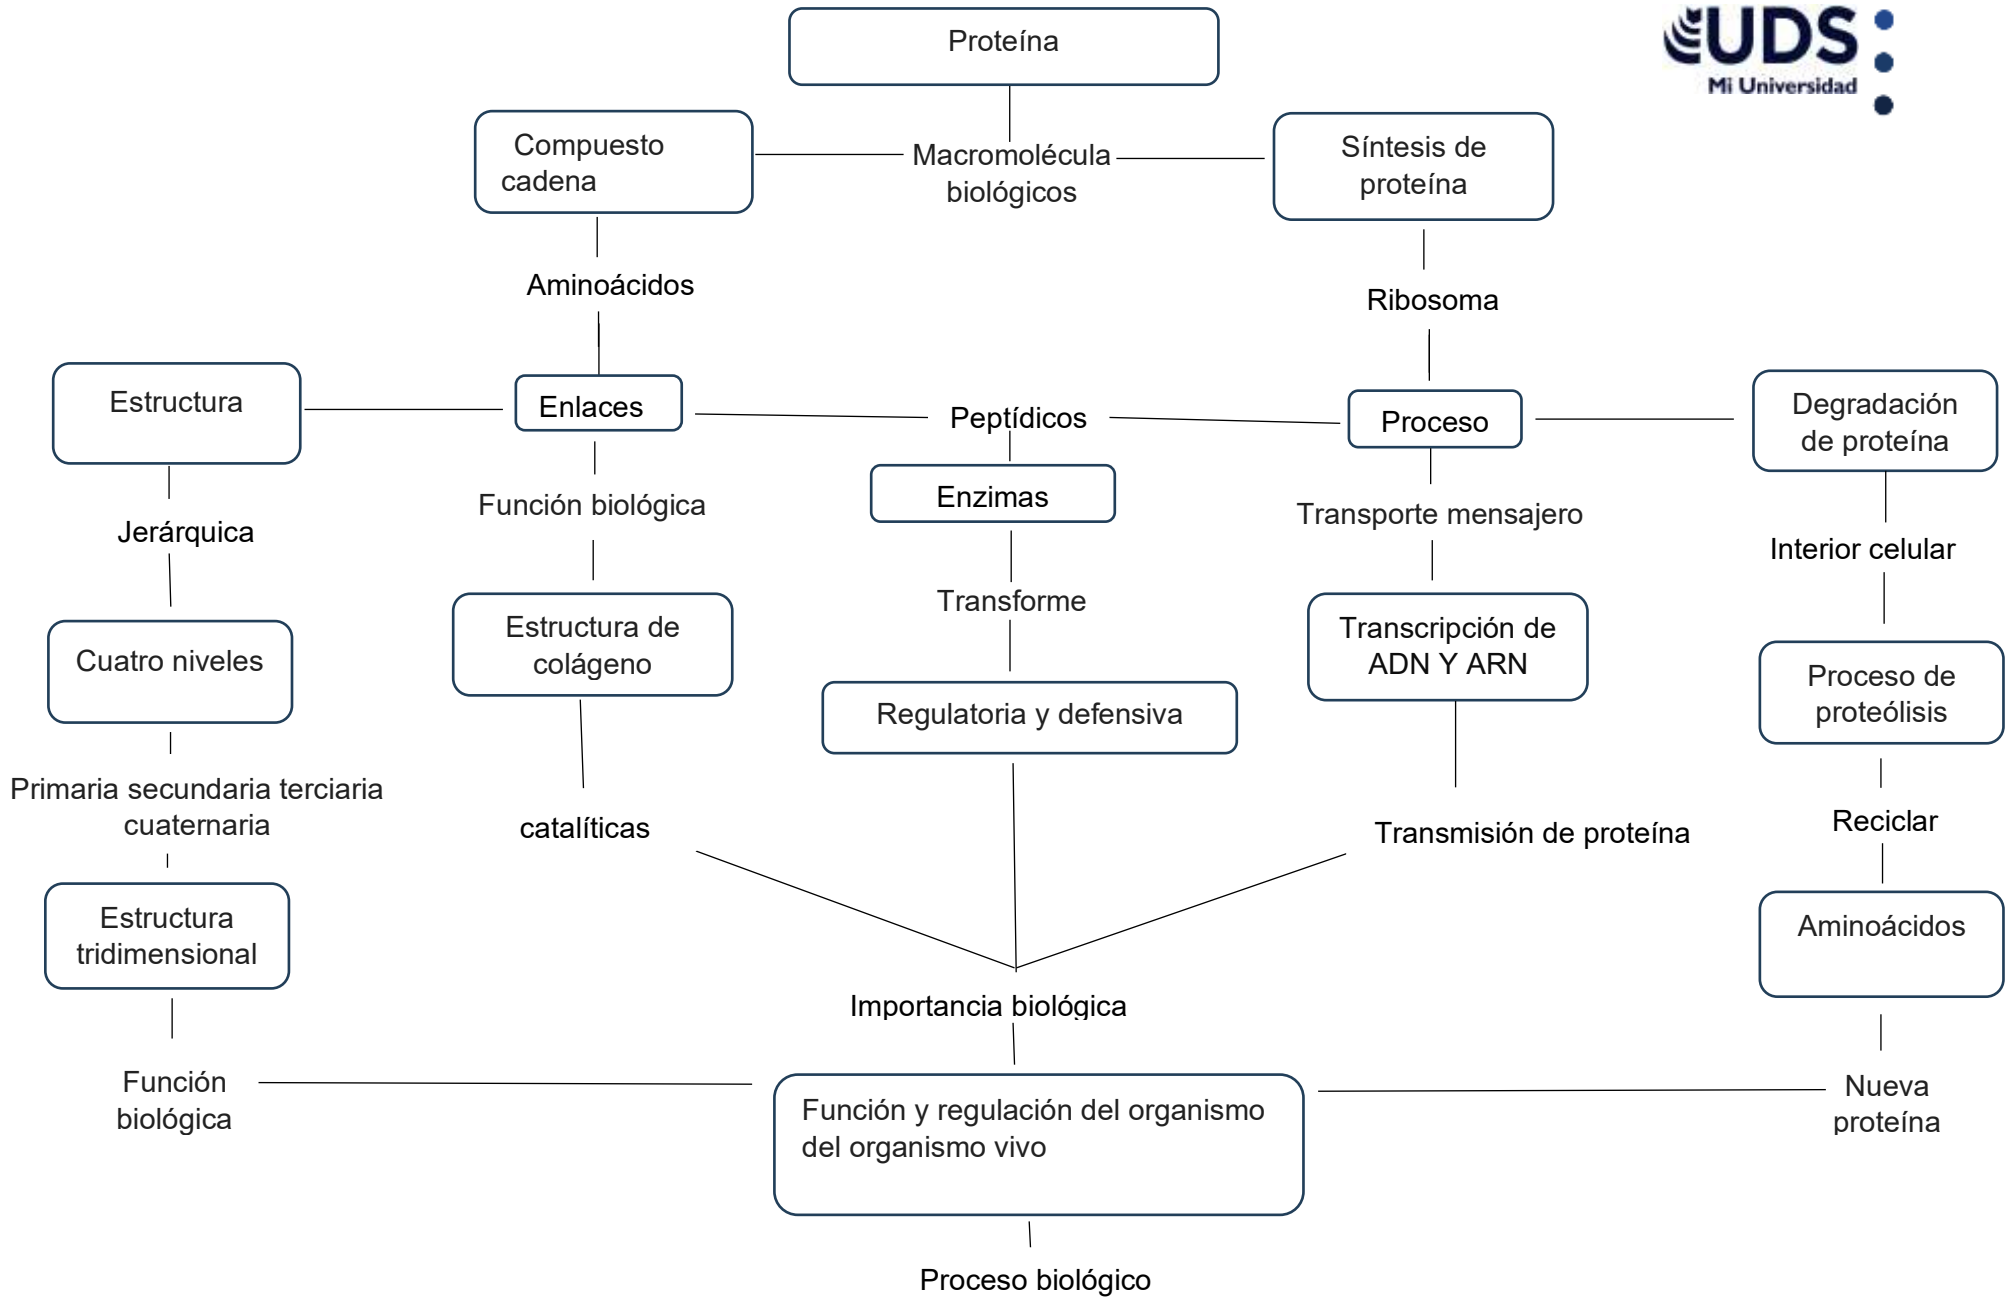 Proteína
UDS
Mi Universidad
Compuesto
cadena
Macromolécula
biológicos
Síntesis de
proteína
Aminoácidos
Ribosoma
Estructura
Enlaces
Peptídicos
Proceso
Degradación
de proteína
Jerárquica
Función biológica
Enzimas
Transporte mensajero
Interior celular
Transforme
Cuatro niveles
Estructura de
colágeno
Regulatoria y defensiva
Transcripción de
ADN Y ARN
Proceso de
proteólisis
Primaria secundaria terciaria
cuaternaria
catalíticas
Transmisión de proteína
Reciclar
Estructura
tridimensional
Aminoácidos
Importancia biológica
Función
biológica
Función y regulación del organismo
del organismo vivo
Nueva
proteína
Proceso biológico